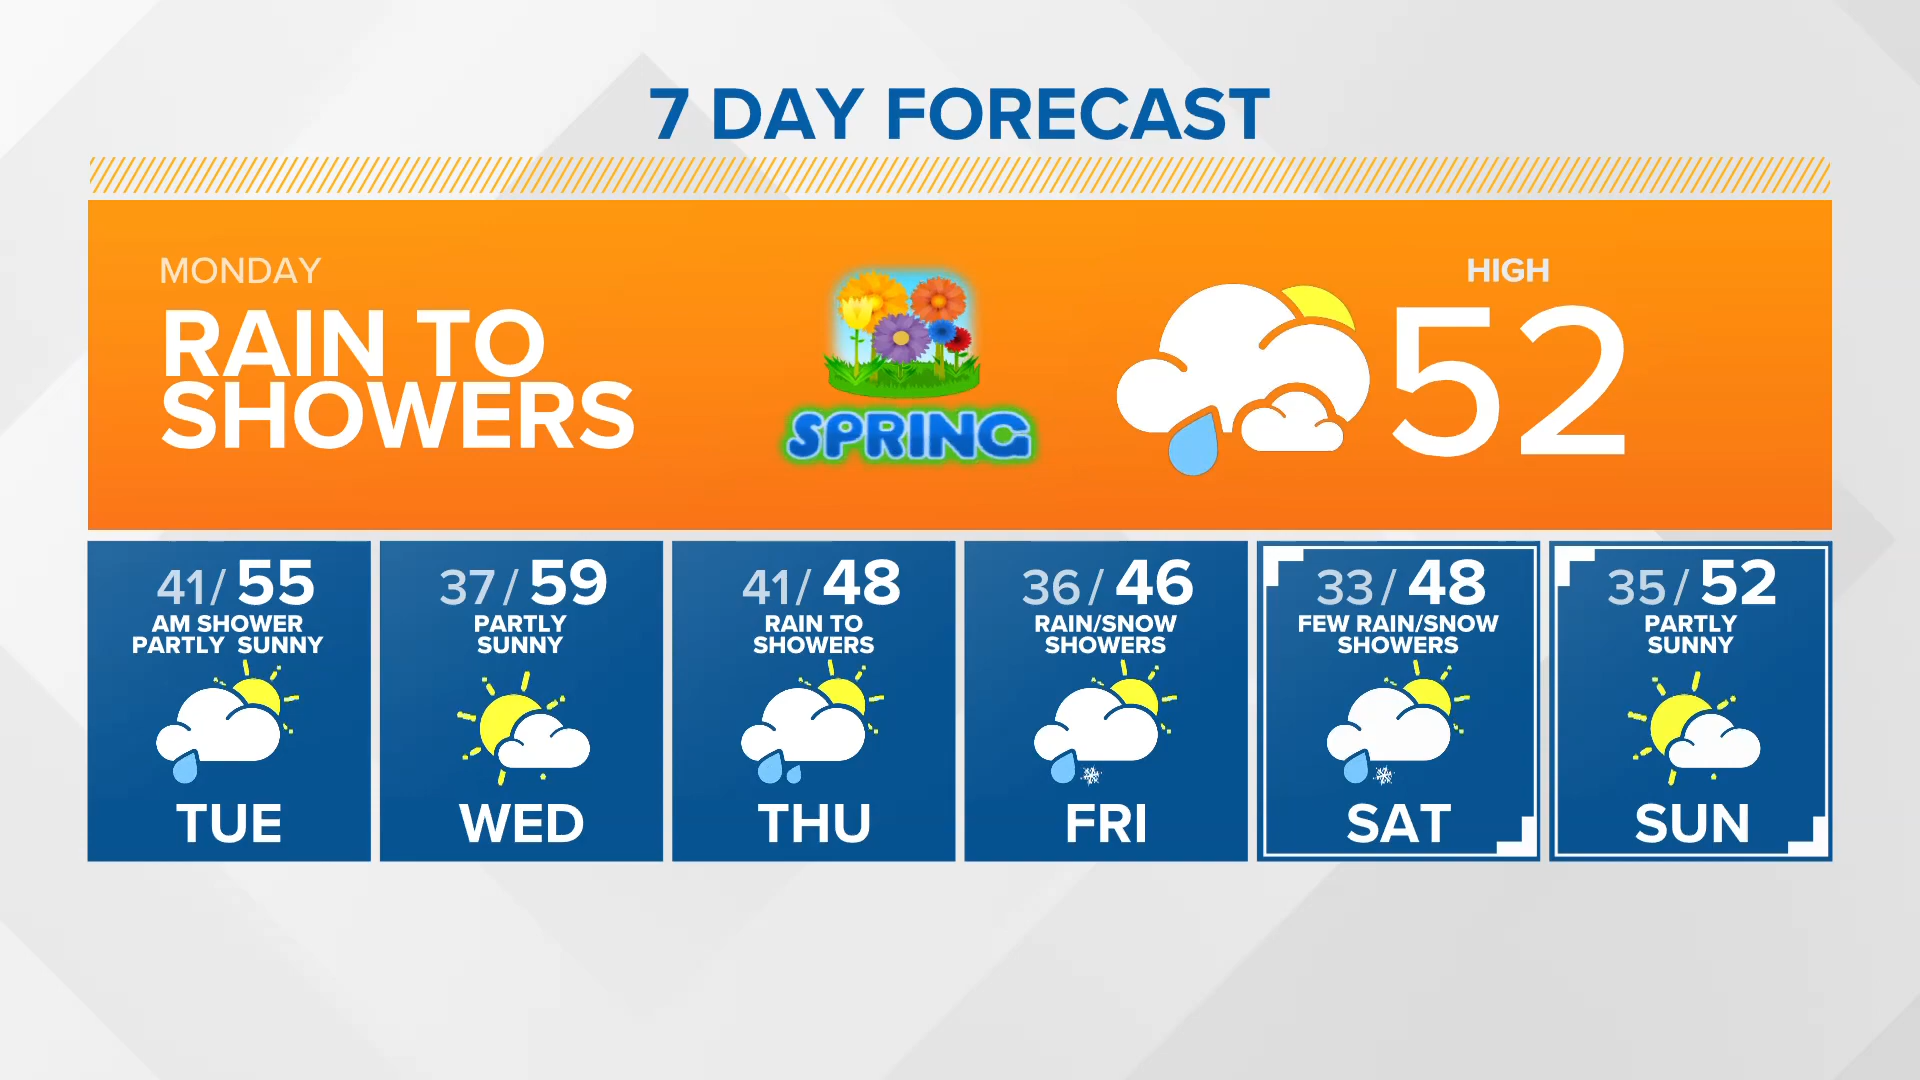 7 DAY FORECAST
MONDAY
RAIN TO
SHOWERS
SPRING
HIGH
52
41/55
AM SHOWER
PARTLY SUNNY
TUE
37/59
PARTLY
SUNNY
WED
41/48
RAIN TO
SHOWERS
THU
36/46
RAIN/SNOW
SHOWERS
FRI
33/48
FEW RAIN/SNOW
SHOWERS
SAT
35/52
PARTLY
SUNNY
SUN